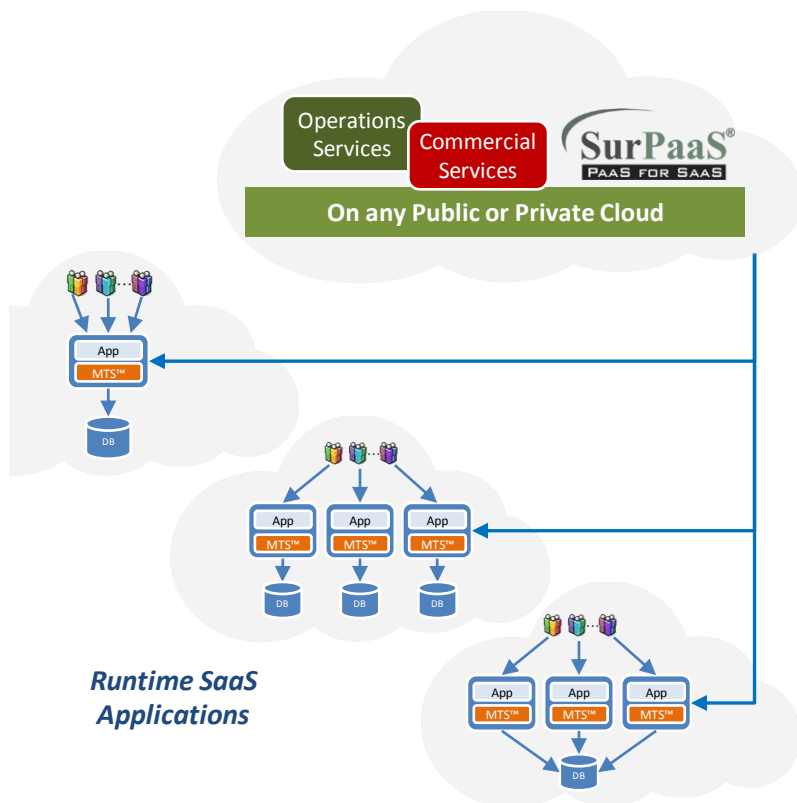 Operations
Services
Commercial
Services
SurPaaS®
PAAS FOR SAAS
On any Public or Private Cloud
...
App
MTS™
DB
...
App App App
MTS™ MTS™ MTS™
DB DB DB
...
App App App
MTS™ MTS™ MTS™
DB
Runtime SaaS
Applications